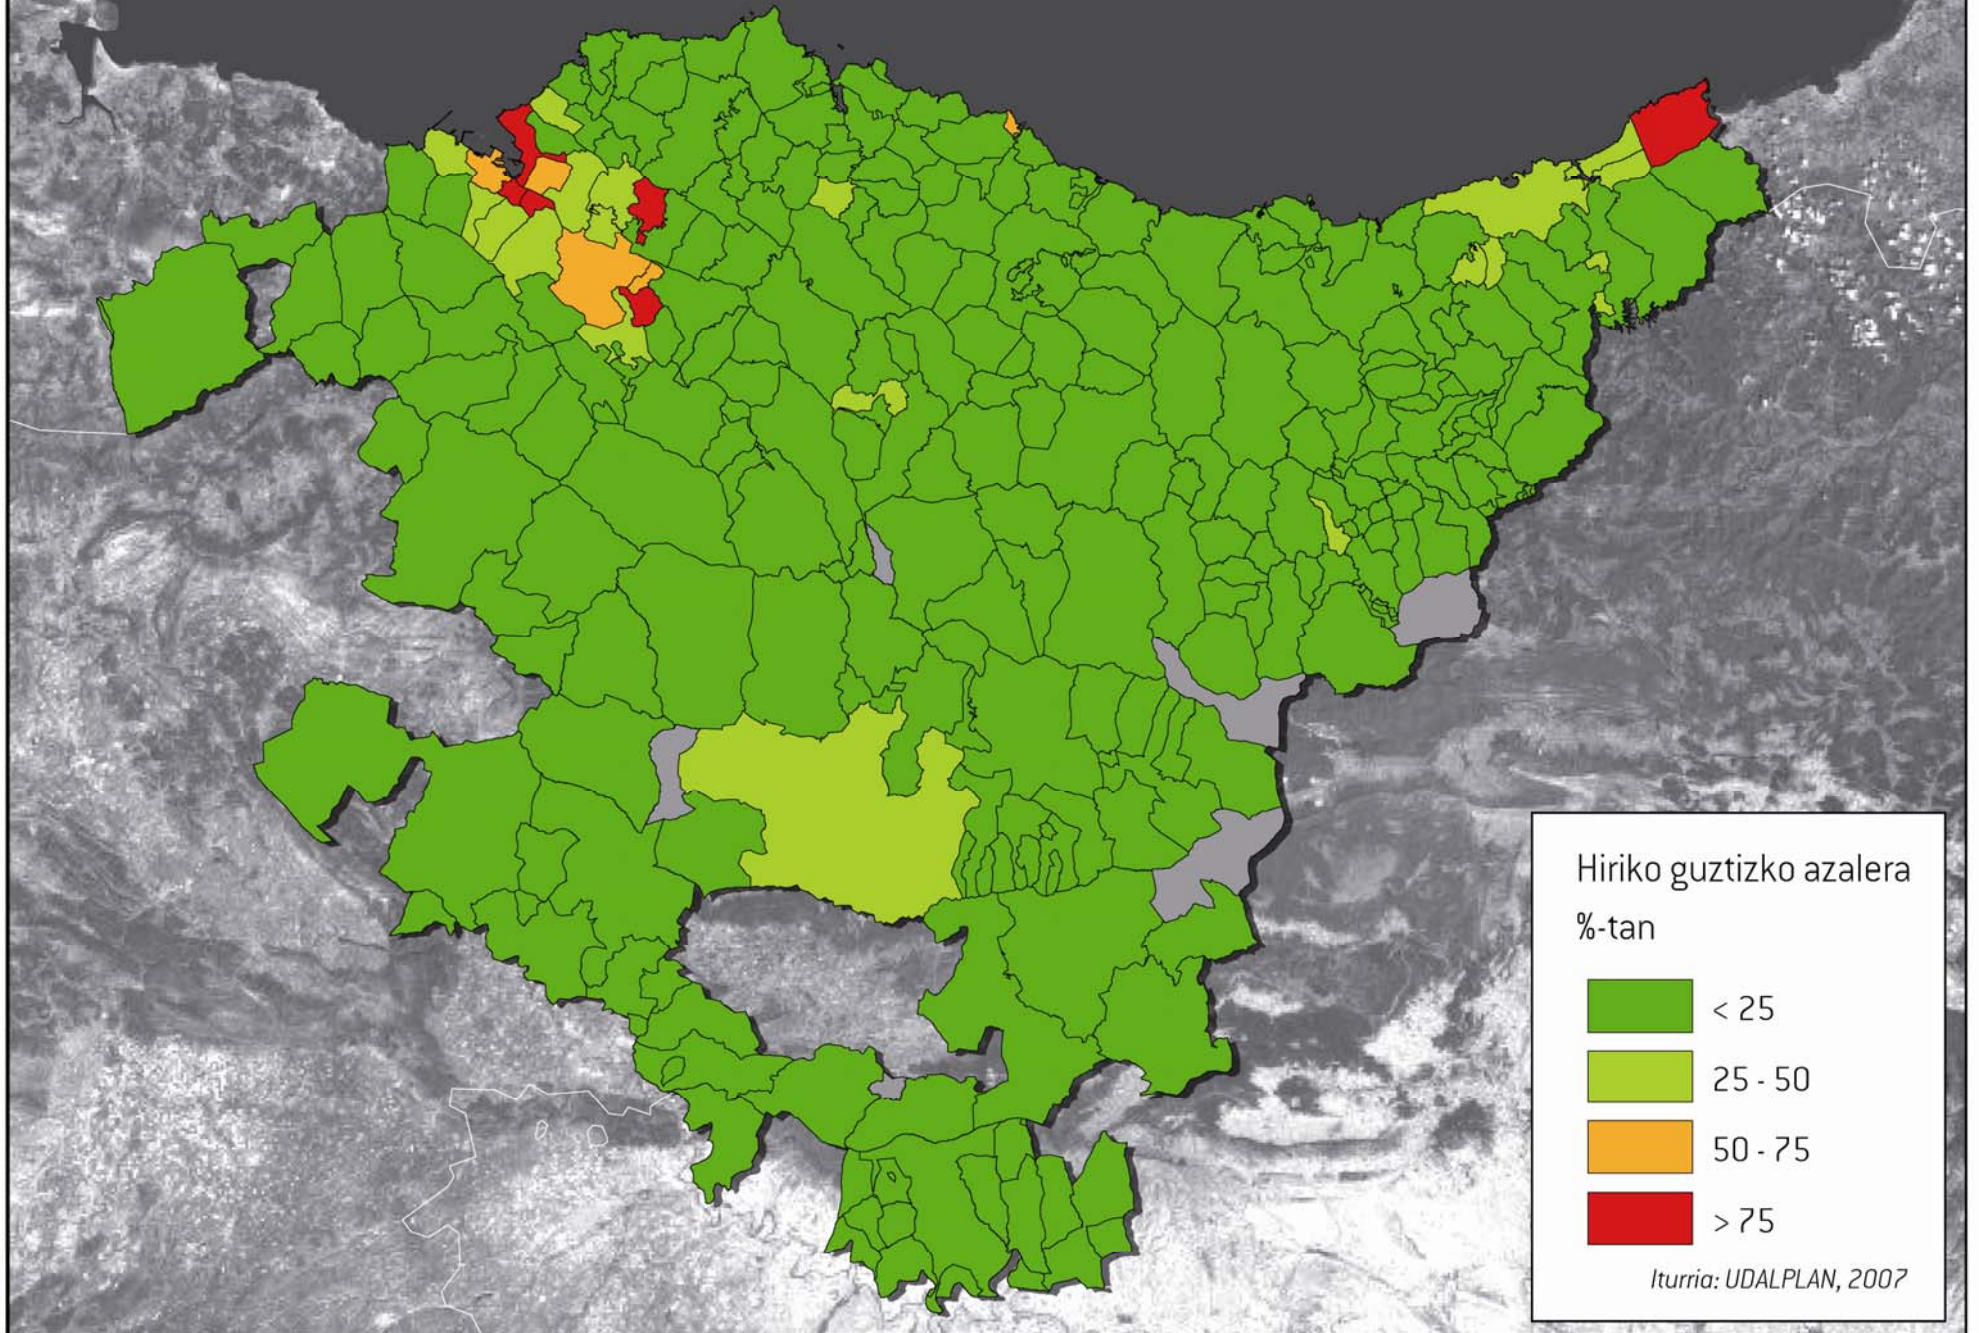 Hiriko guztizko azalera
%-tan
< 25
25 - 50
50 - 75
> 75
Iturria: UDALPLAN, 2007